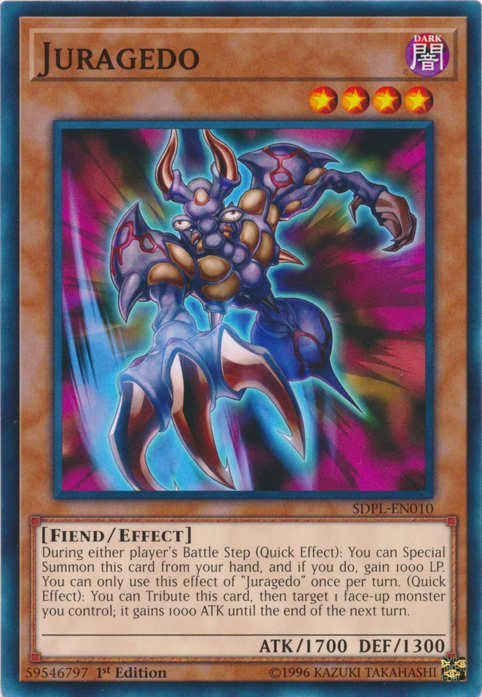 JURAGEDO
DARK
闇
SDPL-EN010
[FIEND/EFFECT]
During either player's Battle Step (Quick Effect): You can Special
Summon this card from your hand, and if you do, gain 1000 LP.
You can only use this effect of "Juragedo" once per turn. (Quick
Effect): You can Tribute this card, then target 1 face-up monster
you control; it gains 1000 ATK until the end of the next turn.
ATK/1700 DEF/1300
59546797 1st Edition ©1996 KAZUKI TAKAHASHI